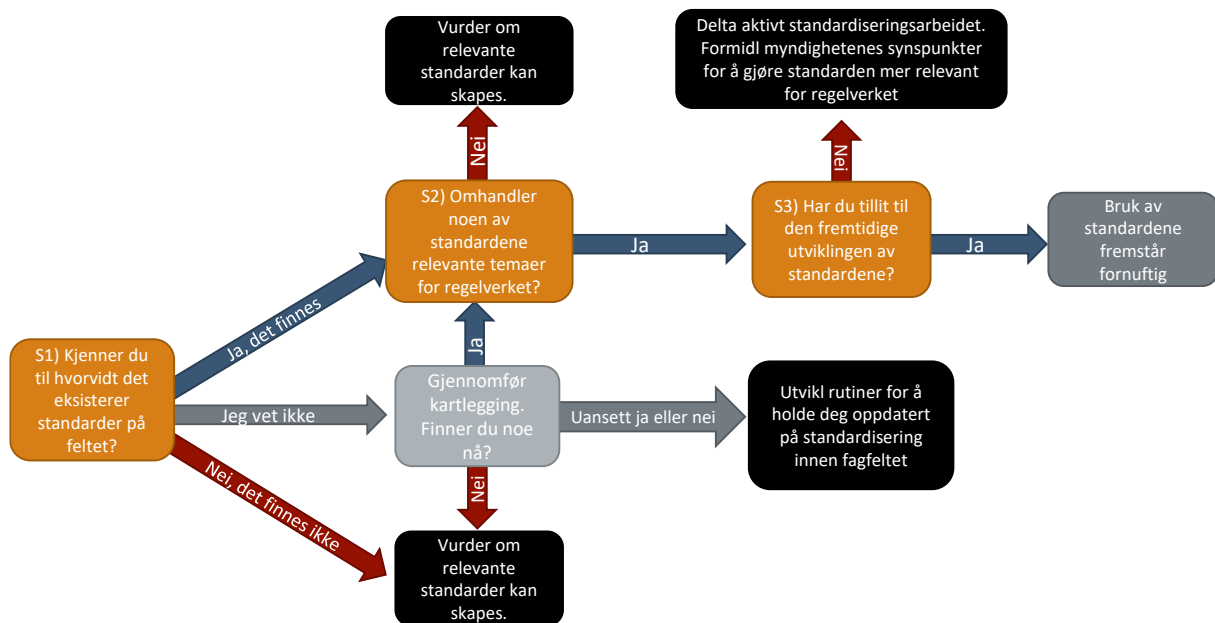 Vurder om
relevante
standarder kan
skapes.
Delta aktivt standardiseringsarbeidet.
Formidl myndighetenes synspunkter
for å gjøre standarden mer relevant
for regelverket
Nei
Nei
S2) Omhandler
noen av
standardene
relevante temaer
for regelverket?
Ja
S3) Har du tillit til
den fremtidige
utviklingen av
standardene?
Ja
Bruk av
standardene
fremstår
fornuftig
Ja, det finnes
Ja
S1) Kjenner du
til hvorvidt det
eksisterer
standarder på
feltet?
Jeg vet ikke
Gjennomfør
kartlegging.
Finner du noe
nå?
Uansett ja eller nei
Utvikl rutiner for å
holde deg oppdatert
på standardisering
innen fagfeltet
Nei, det finnes ikke
Nei
Vurder om
relevante
standarder kan
skapes.